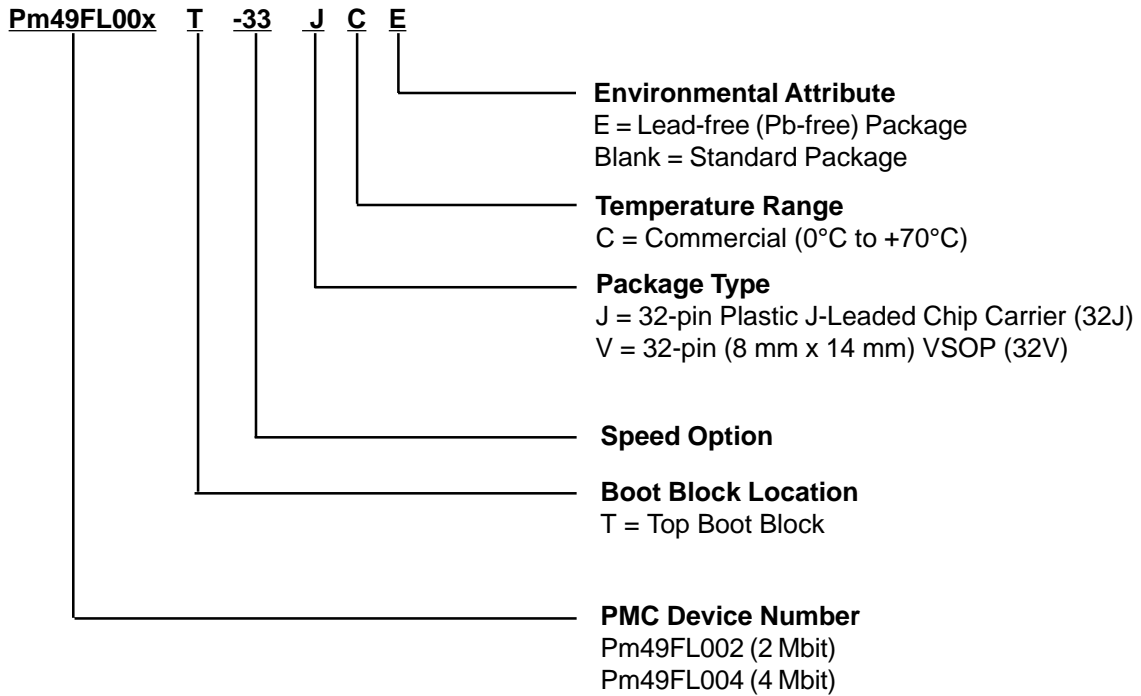 Pm49FL00x T -33 J C E
Environmental Attribute
E = Lead-free (Pb-free) Package
Blank = Standard Package
Temperature Range
C = Commercial (0°C to +70°C)
Package Type
J = 32-pin Plastic J-Leaded Chip Carrier (32J)
V = 32-pin (8 mm x 14 mm) VSOP (32V)
Speed Option
Boot Block Location
T = Top Boot Block
PMC Device Number
Pm49FL002 (2 Mbit)
Pm49FL004 (4 Mbit)